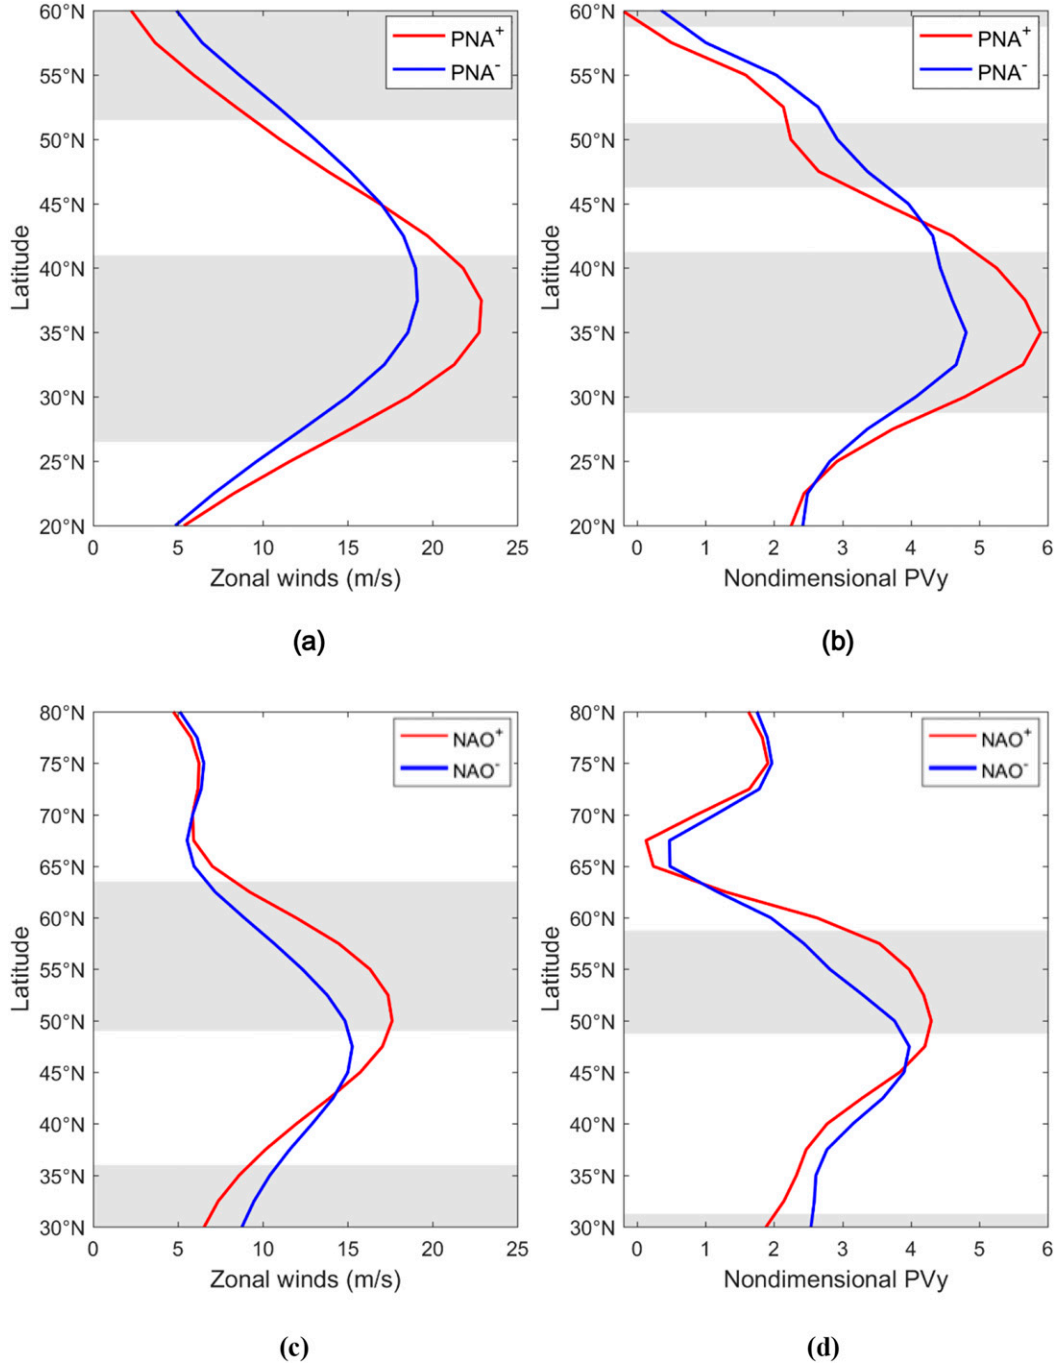 60°N
55°N
50°N
45°N
40°N
35°N
30°N
25°N
20°N
Latitude
0 5 10 15 20 25
Zonal winds (m/s)
PNA⁺
PNA⁻
(a)
60°N
55°N
50°N
45°N
40°N
35°N
30°N
25°N
20°N
Latitude
0 1 2 3 4 5 6
Nondimensional PVy
PNA⁺
PNA⁻
(b)
80°N
75°N
70°N
65°N
60°N
55°N
50°N
45°N
40°N
35°N
30°N
Latitude
0 5 10 15 20 25
Zonal winds (m/s)
NAO⁺
NAO⁻
(c)
80°N
75°N
70°N
65°N
60°N
55°N
50°N
45°N
40°N
35°N
30°N
Latitude
0 1 2 3 4 5 6
Nondimensional PVy
NAO⁺
NAO⁻
(d)